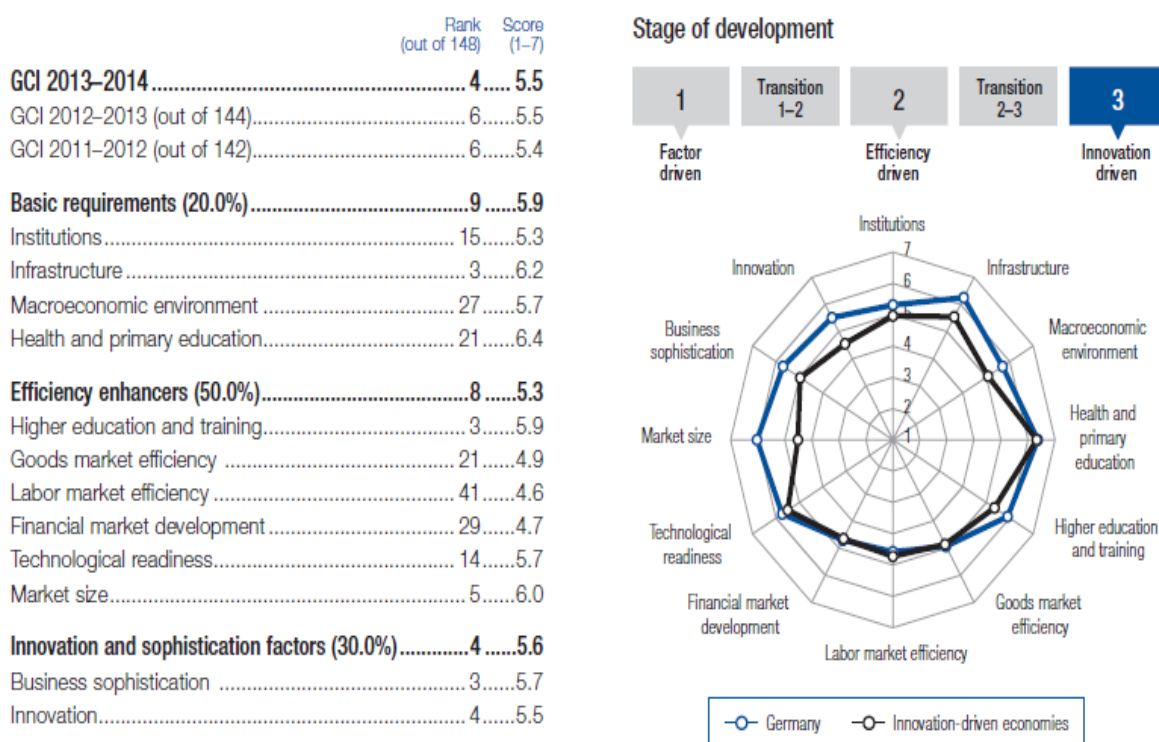 Rank Score
(out of 148) (1–7)
GCI 2013–2014........................................................4.....5.5
GCI 2012–2013 (out of 144)......................................6......5.5
GCI 2011–2012 (out of 142)......................................6......5.4
Basic requirements (20.0%)......................................9......5.9
Institutions..............................................................15......5.3
Infrastructure...........................................................3......6.2
Macroeconomic environment...................................27......5.7
Health and primary education..................................21......6.4
Efficiency enhancers (50.0%)....................................8......5.3
Higher education and training....................................3......5.9
Goods market efficiency..........................................21......4.9
Labor market efficiency...........................................41......4.6
Financial market development..................................29......4.7
Technological readiness...........................................14......5.7
Market size...............................................................5......6.0
Innovation and sophistication factors (30.0%)..............4......5.6
Business sophistication.............................................3......5.7
Innovation.................................................................4......5.5
Stage of development
1
Transition
1–2
2
Transition
2–3
3
Factor
driven
Efficiency
driven
Innovation
driven
Institutions
Infrastructure
Macroeconomic
environment
Health and
primary
education
Higher education
and training
Goods market
efficiency
Labor market efficiency
Financial market
development
Technological
readiness
Market size
Business
sophistication
Innovation
7
6
5
4
3
2
1
Germany
Innovation-driven economies